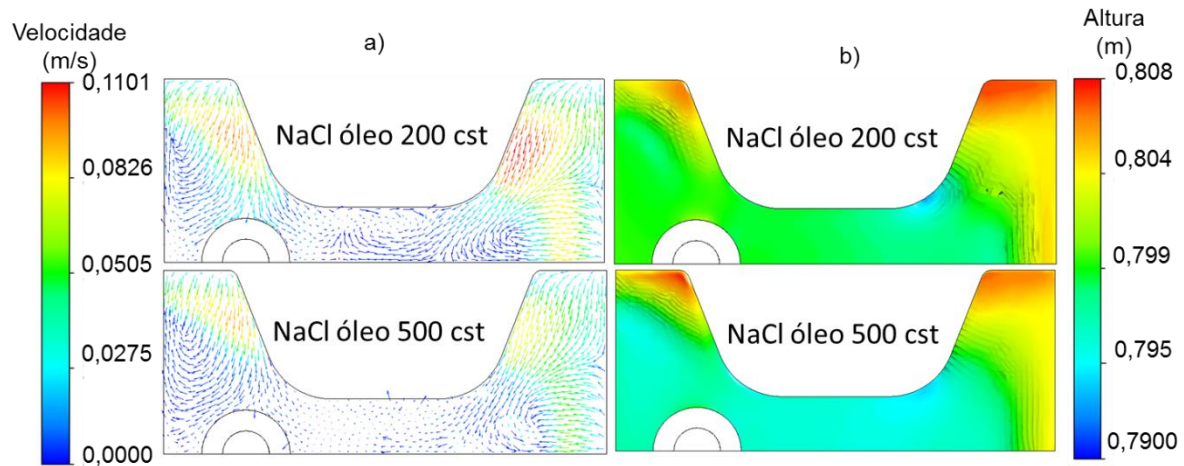 Velocidade
(m/s)
a)
b)
Altura
(m)
0,1101
0,0826
0,0505
0,0275
0,0000
NaCl óleo 200 cst
NaCl óleo 500 cst
NaCl óleo 200 cst
NaCl óleo 500 cst
0,808
0,804
0,799
0,795
0,7900